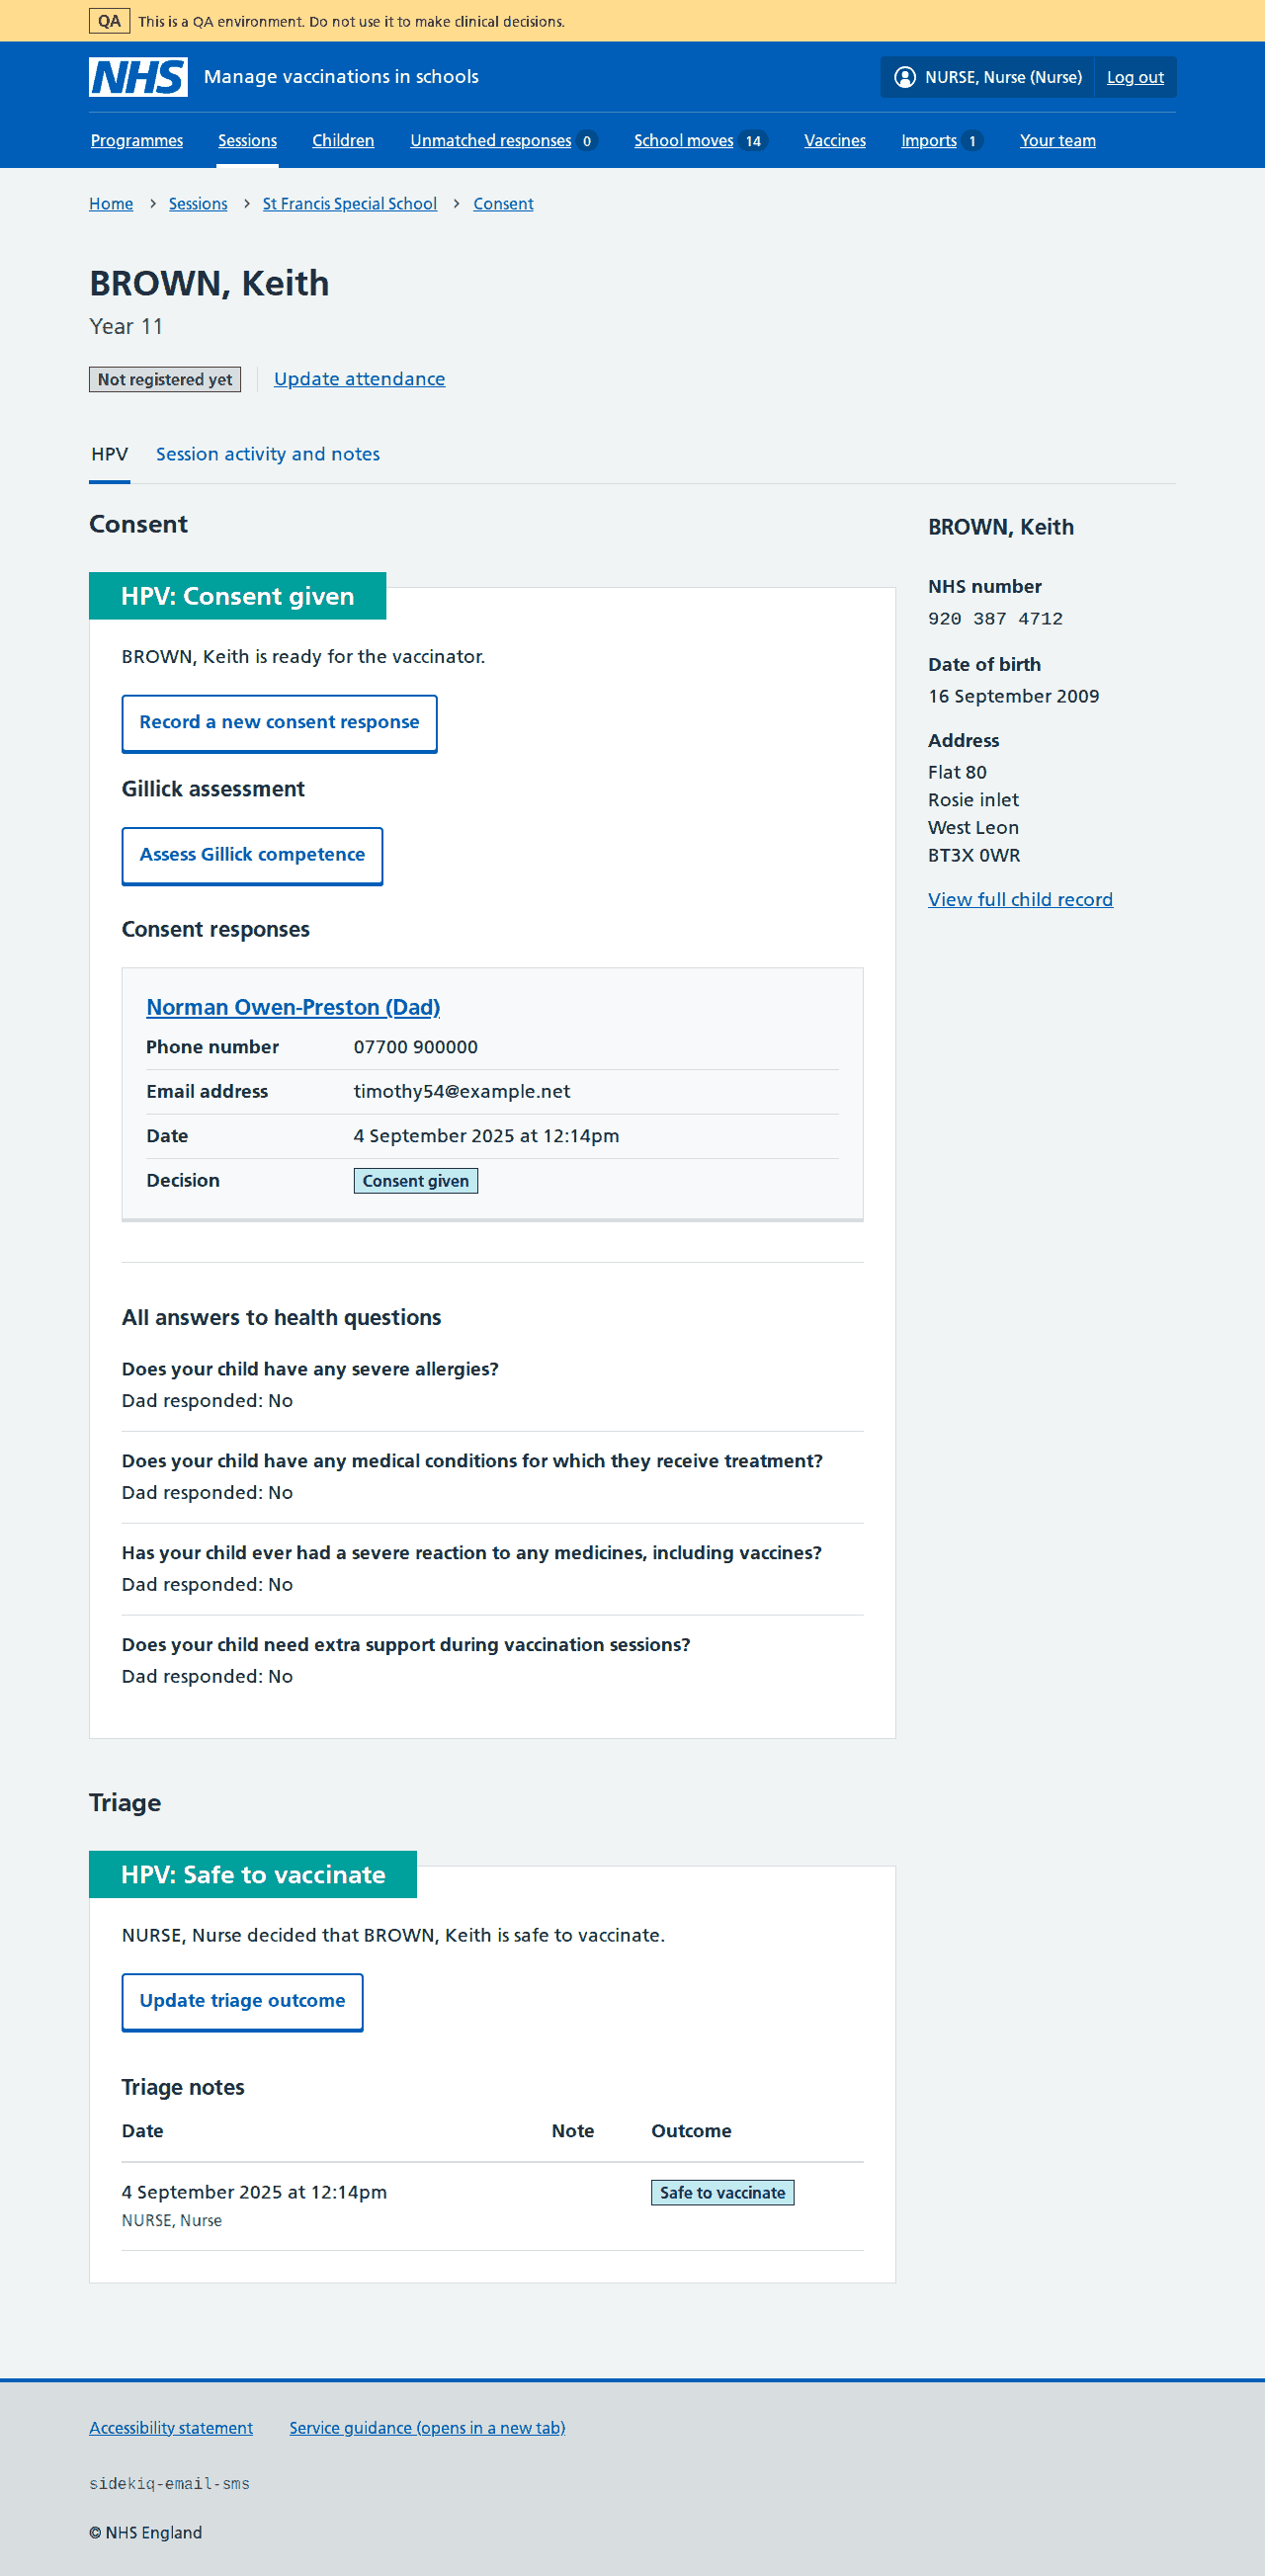 QA This is a QA environment. Do not use it to make clinical decisions.
NHS Manage vaccinations in schools
NURSE, Nurse (Nurse) Log out
Programmes Sessions Children Unmatched responses 0 School moves 14 Vaccines Imports 1 Your team
Home › Sessions › St Francis Special School › Consent
BROWN, Keith
Year 11
Not registered yet Update attendance
HPV Session activity and notes
Consent
HPV: Consent given
BROWN, Keith is ready for the vaccinator.
Record a new consent response
Gillick assessment
Assess Gillick competence
Consent responses
Norman Owen-Preston (Dad)
Phone number 07700 900000
Email address timothy54@example.net
Date 4 September 2025 at 12:14pm
Decision Consent given
All answers to health questions
Does your child have any severe allergies?
Dad responded: No
Does your child have any medical conditions for which they receive treatment?
Dad responded: No
Has your child ever had a severe reaction to any medicines, including vaccines?
Dad responded: No
Does your child need extra support during vaccination sessions?
Dad responded: No
BROWN, Keith
NHS number
920 387 4712
Date of birth
16 September 2009
Address
Flat 80
Rosie inlet
West Leon
BT3X 0WR
View full child record
Triage
HPV: Safe to vaccinate
NURSE, Nurse decided that BROWN, Keith is safe to vaccinate.
Update triage outcome
Triage notes
Date Note Outcome
4 September 2025 at 12:14pm Safe to vaccinate
NURSE, Nurse
Accessibility statement Service guidance (opens in a new tab)
sidekiq-email-sms
© NHS England